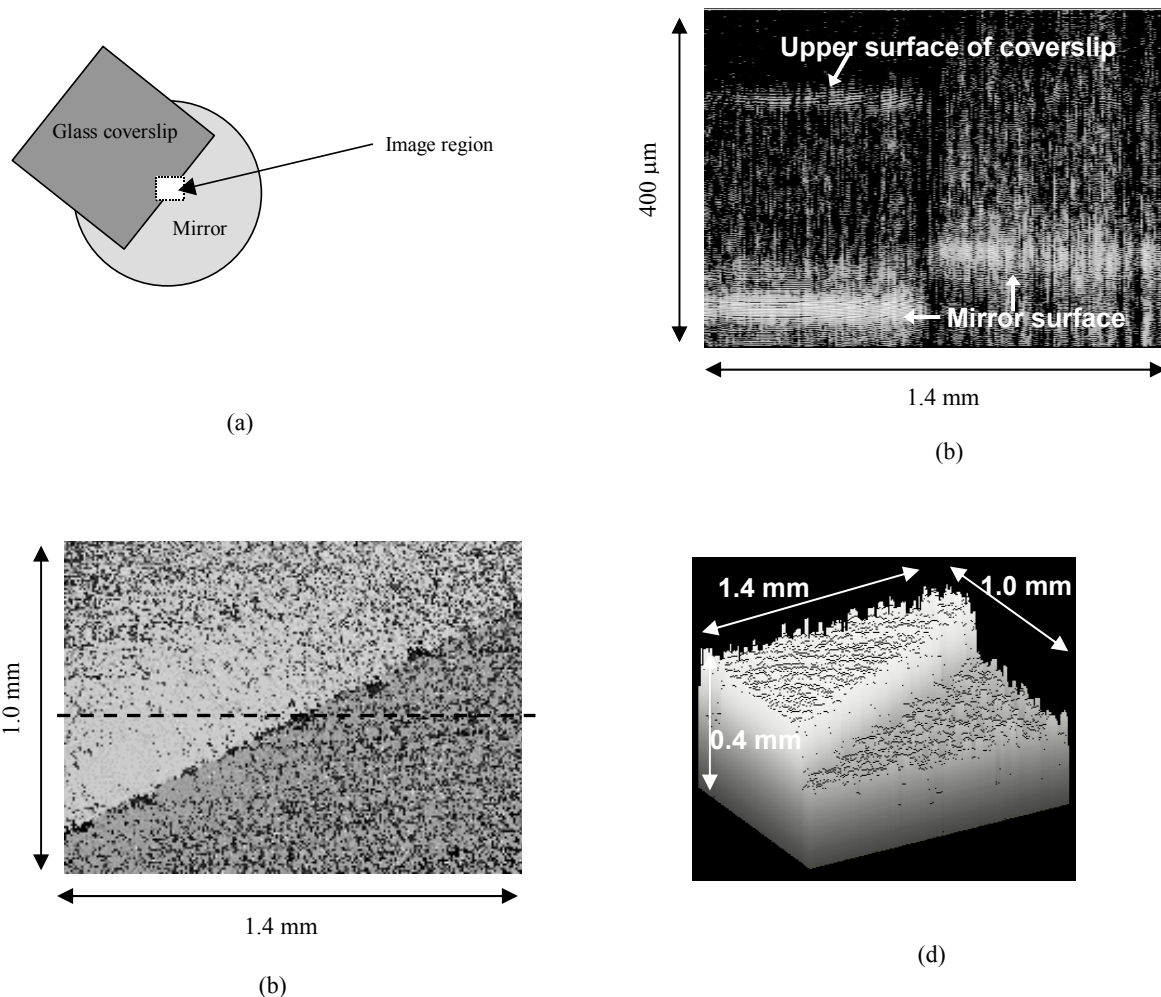 Glass coverslip
Image region
Mirror
(a)
Upper surface of coverslip
Mirror surface
400 µm
1.4 mm
(b)
1.0 mm
1.4 mm
(b)
1.4 mm
1.0 mm
0.4 mm
(d)